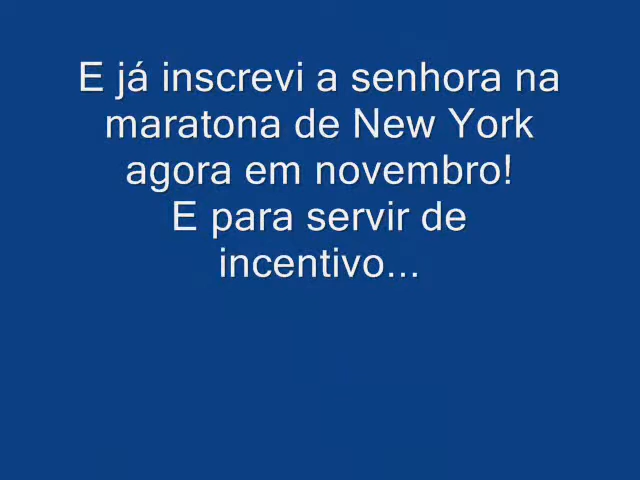 E já inscrevi a senhora na
maratona de New York
agora em novembro!
E para servir de
incentivo...